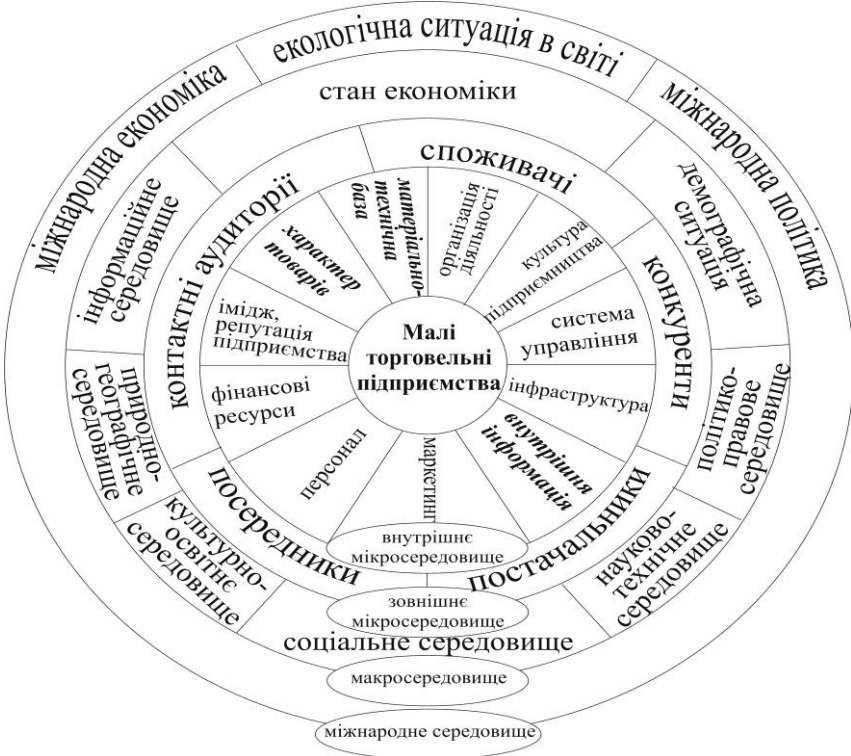 екологічна ситуація в світі
міжнародна економіка
міжнародна політика
стан економіки
інформаційне
середовище
демографічна
ситуація
природно-
географічне
середовище
політико-
правове
середовище
культурно-
освітнє
середовище
науково-
технічне
середовище
соціальне середовище
контактні аудиторії
споживачі
конкуренти
посередники
постачальники
матеріально-
технічна
база
організація
діяльності
культура
підприємництва
система
управління
інфраструктура
внутрішня
інформація
маркетинг
персонал
фінансові
ресурси
імідж,
репутація
підприємства
характер
товарів
Малі
торговельні
підприємства
внутрішнє
мікросередовище
зовнішнє
мікросередовище
макросередовище
міжнародне середовище